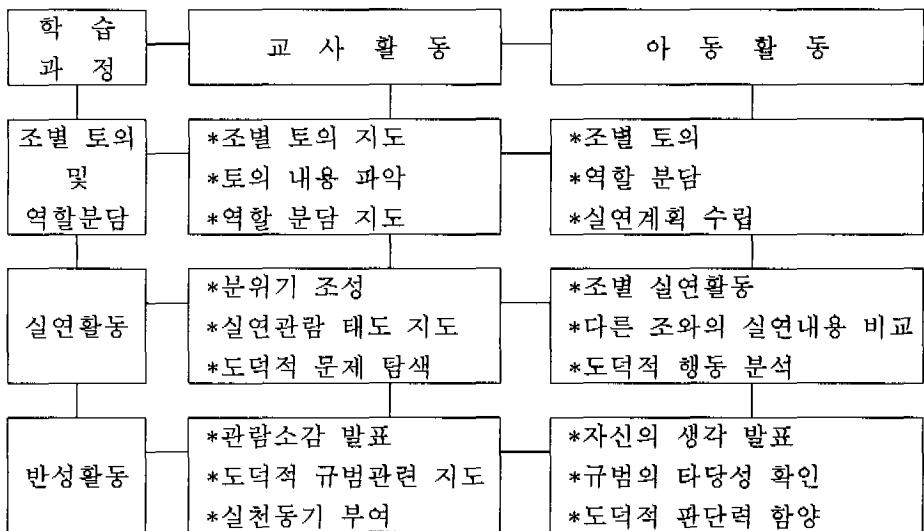 학 습
과 정
교 사 활 동
아 동 활 동
조별 토의
및
역할분담
*조별 토의 지도
*토의 내용 파악
*역할 분담 지도
*조별 토의
*역할 분담
*실연계획 수립
실연활동
*분위기 조성
*실연관람 태도 지도
*도덕적 문제 탐색
*조별 실연활동
*다른 조와의 실연내용 비교
*도덕적 행동 분석
반성활동
*관람소감 발표
*도덕적 규범관련 지도
*실천동기 부여
*자신의 생각 발표
*규범의 타당성 확인
*도덕적 판단력 함양